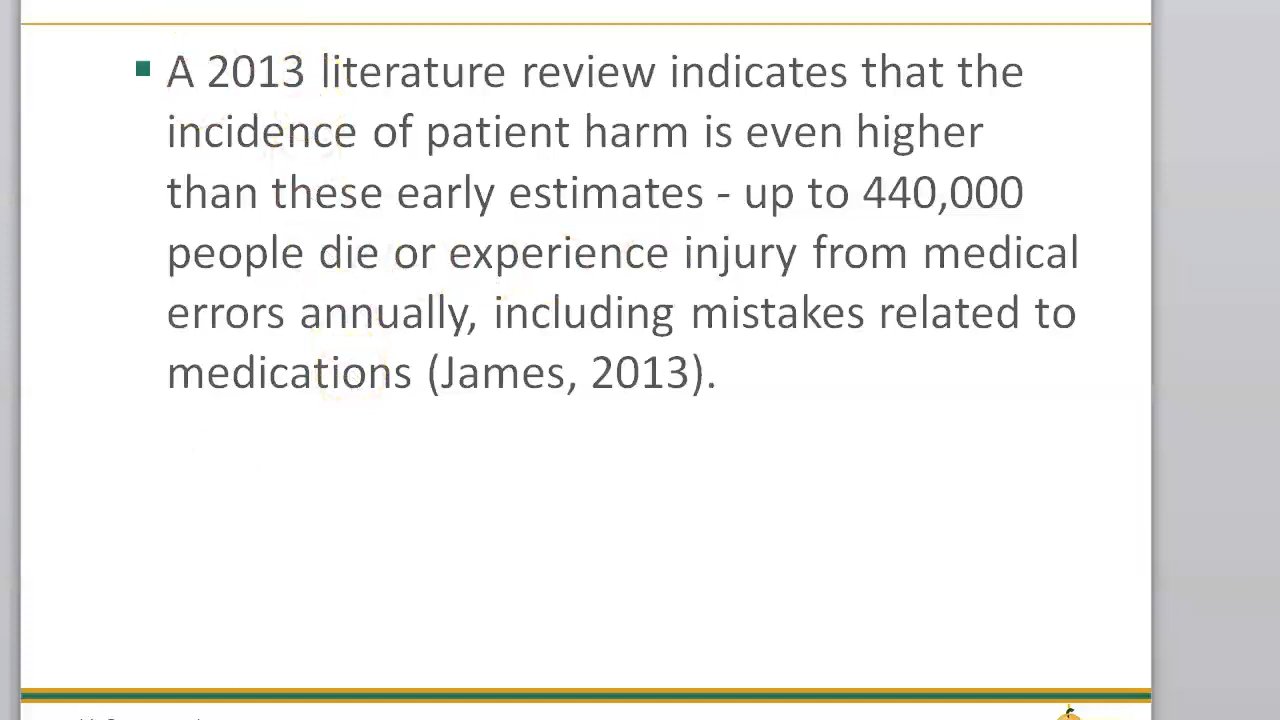 A 2013 literature review indicates that the
incidence of patient harm is even higher
than these early estimates - up to 440,000
people die or experience injury from medical
errors annually, including mistakes related to
medications (James, 2013).